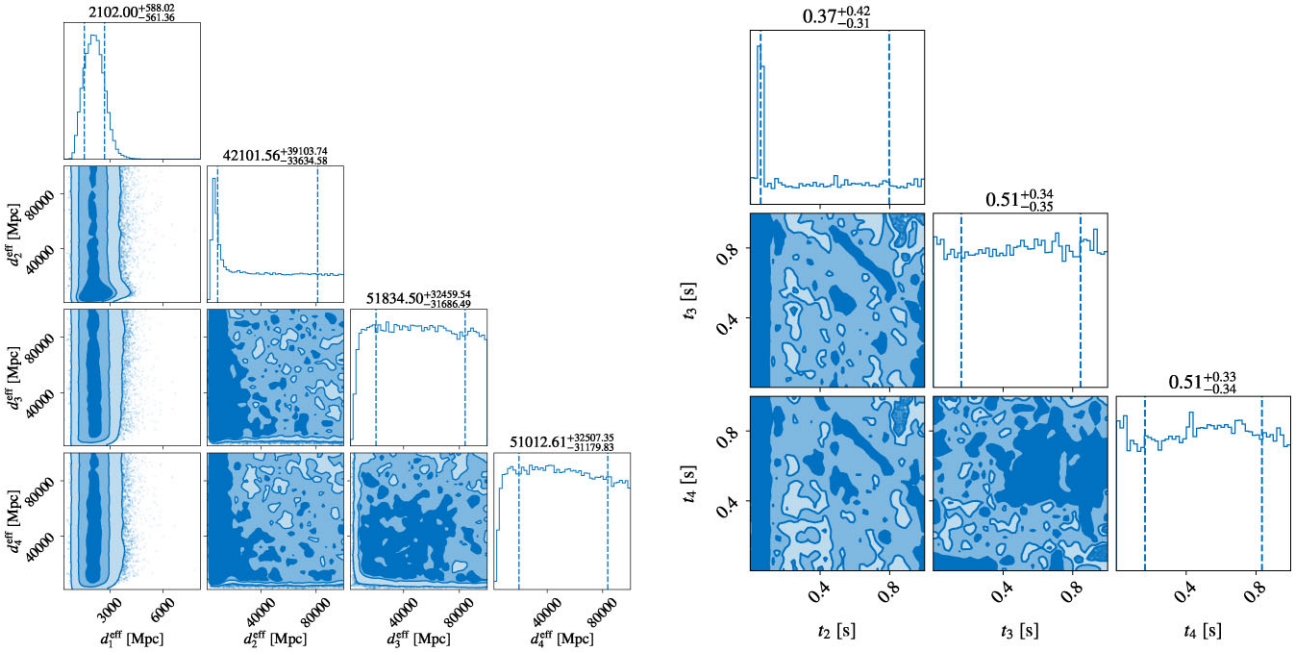 2102.00+588.02−561.36
42101.56+39103.74−33634.58
51834.50+32459.54−31686.49
51012.61+32507.35−31179.83
d2eff [Mpc]
80000
40000
d3eff [Mpc]
80000
40000
d4eff [Mpc]
80000
40000
3000
6000
40000
80000
40000
80000
40000
80000
d1eff [Mpc]
d2eff [Mpc]
d3eff [Mpc]
d4eff [Mpc]
0.37+0.42−0.31
0.51+0.34−0.35
0.51+0.33−0.34
t3 [s]
0.8
0.4
t4 [s]
0.8
0.4
0.4
0.8
0.4
0.8
0.4
0.8
t2 [s]
t3 [s]
t4 [s]